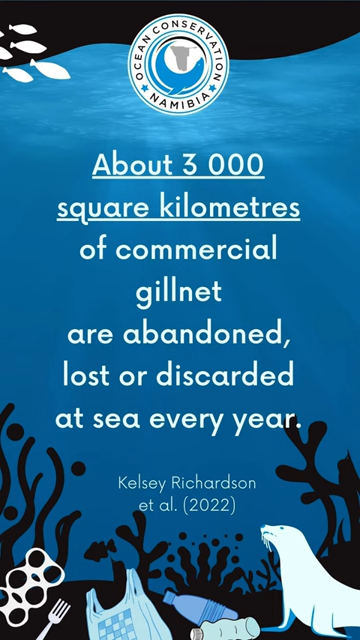 OCEAN CONSERVATION
NAMIBIA
About 3 000
square kilometres
of commercial
gillnet
are abandoned,
lost or discarded
at sea every year.
Kelsey Richardson
et al. (2022)